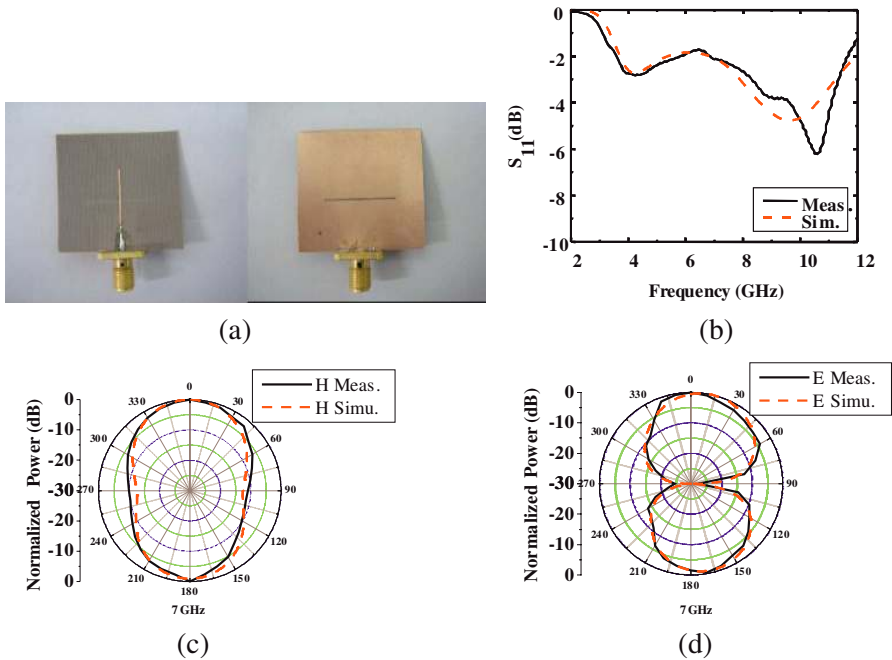 0
-2
-4
-6
-8
-10
S11(dB)
Meas.
Sim.
2 4 6 8 10 12
Frequency (GHz)
(a)
(b)
H Meas.
H Simu.
Normalized Power (dB)
0
-10
-20
-30
-20
-10
0
0
30
60
90
120
150
180
210
240
270
300
330
7 GHz
(c)
E Meas.
E Simu.
Normalized Power (dB)
0
-10
-20
-30
-20
-10
0
0
30
60
90
120
150
180
210
240
270
300
330
7 GHz
(d)